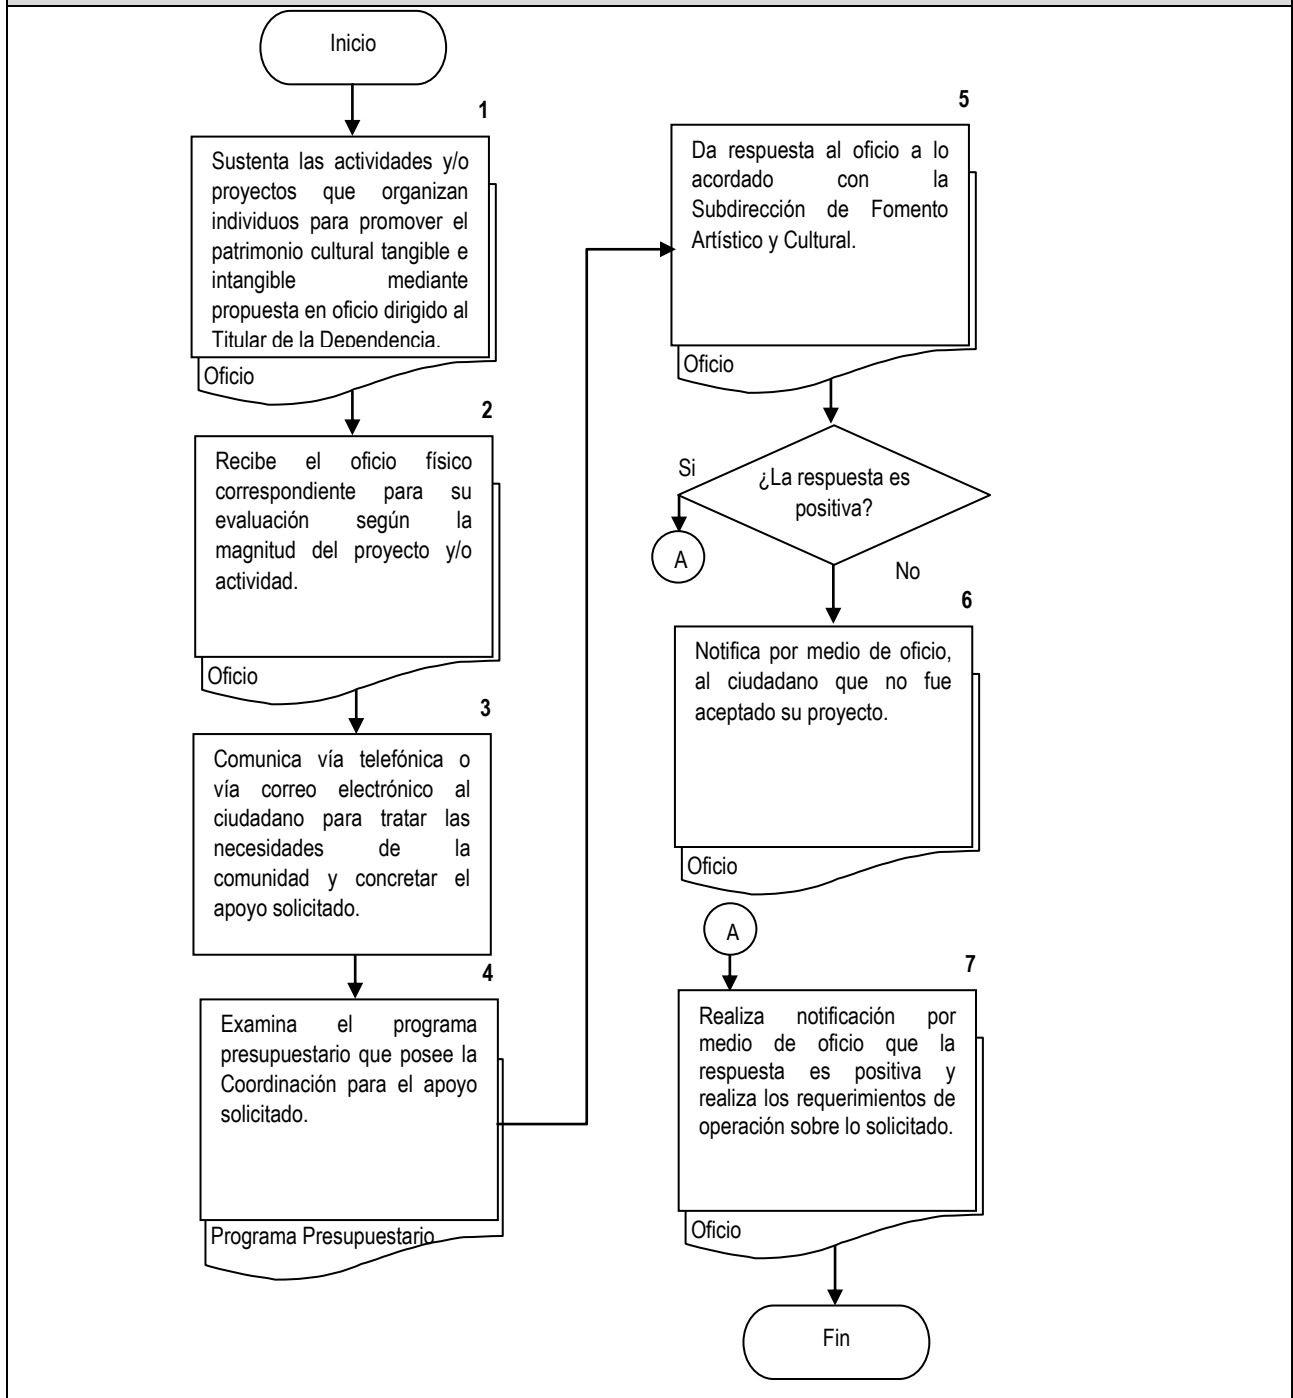 Inicio
1
Sustenta las actividades y/o
proyectos que organizan
individuos para promover el
patrimonio cultural tangible e
intangible mediante
propuesta en oficio dirigido al
Titular de la Dependencia.
Oficio
2
Recibe el oficio físico
correspondiente para su
evaluación según la
magnitud del proyecto y/o
actividad.
Oficio
3
Comunica vía telefónica o
vía correo electrónico al
ciudadano para tratar las
necesidades de la
comunidad y concretar el
apoyo solicitado.
4
Examina el programa
presupuestario que posee la
Coordinación para el apoyo
solicitado.
Programa Presupuestario
5
Da respuesta al oficio a lo
acordado con la
Subdirección de Fomento
Artístico y Cultural.
Oficio
¿La respuesta es
positiva?
Si
A
No
6
Notifica por medio de oficio,
al ciudadano que no fue
aceptado su proyecto.
Oficio
A
7
Realiza notificación por
medio de oficio que la
respuesta es positiva y
realiza los requerimientos de
operación sobre lo solicitado.
Oficio
Fin